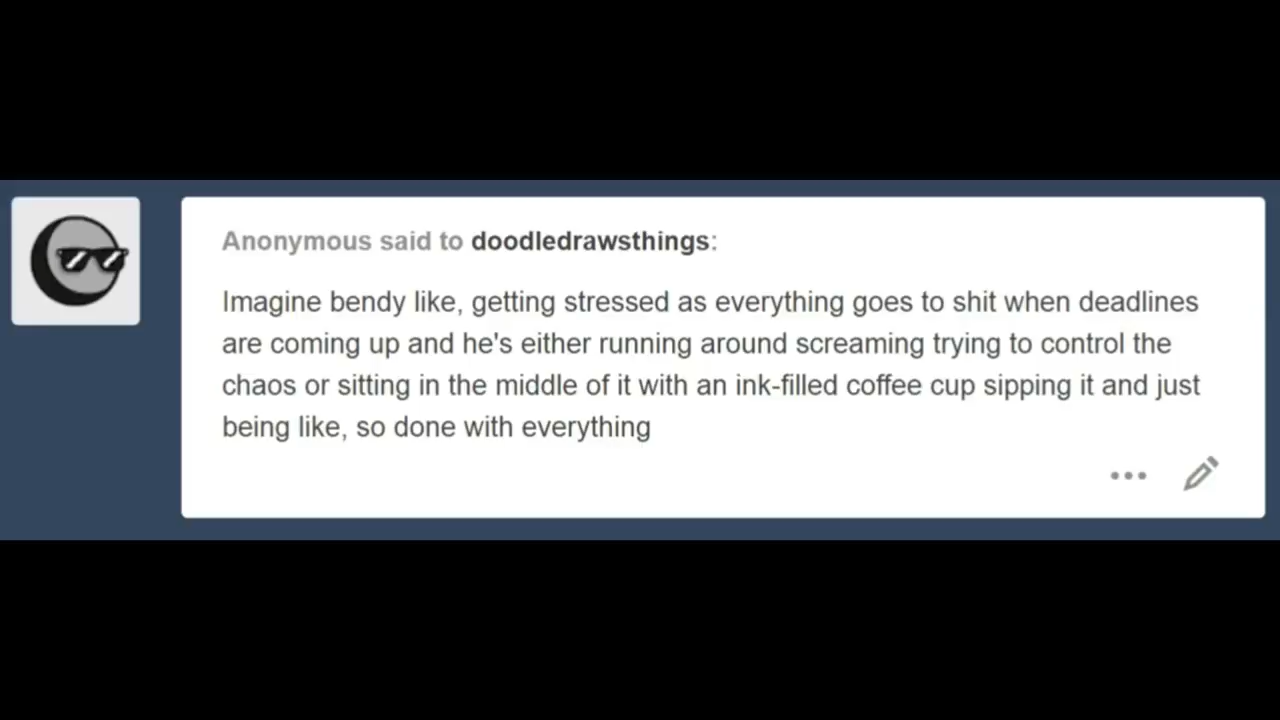 Anonymous said to doodledrawsthings:
Imagine bendy like, getting stressed as everything goes to shit when deadlines
are coming up and he's either running around screaming trying to control the
chaos or sitting in the middle of it with an ink-filled coffee cup sipping it and just
being like, so done with everything